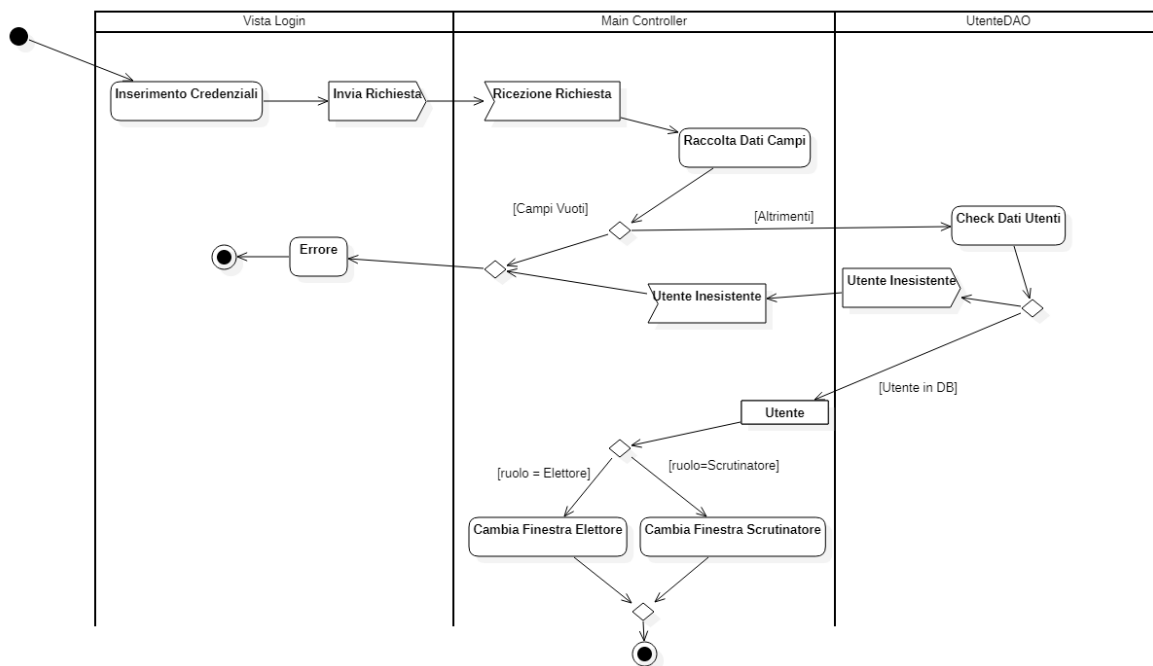 Vista Login
Main Controller
UtenteDAO
Inserimento Credenziali
Invia Richiesta
Ricezione Richiesta
Raccolta Dati Campi
[Campi Vuoti]
[Altrimenti]
Check Dati Utenti
Errore
Utente Inesistente
Utente Inesistente
[Utente in DB]
Utente
[ruolo = Elettore]
[ruolo=Scrutinatore]
Cambia Finestra Elettore
Cambia Finestra Scrutinatore